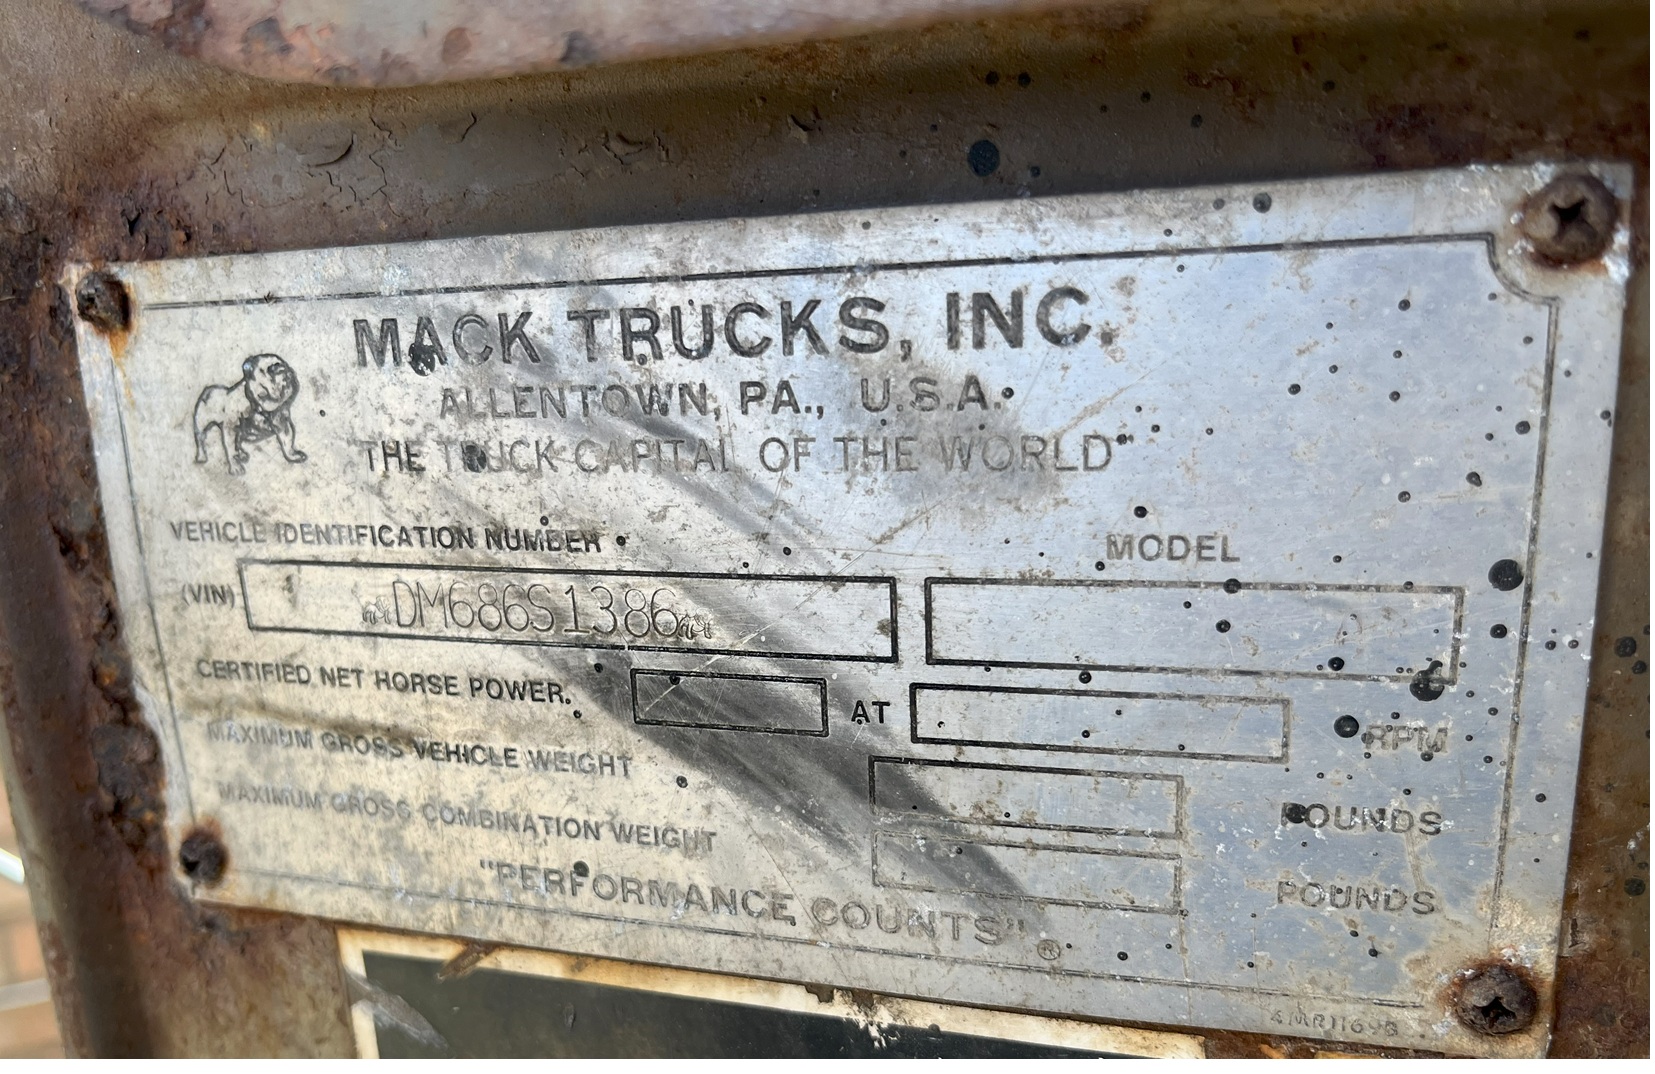 MACK TRUCKS, INC.
ALLENTOWN, PA., U.S.A.
"THE TRUCK CAPITAL OF THE WORLD"
VEHICLE IDENTIFICATION NUMBER
MODEL
(VIN) DM686S1386
CERTIFIED NET HORSE POWER. AT RPM
MAXIMUM GROSS VEHICLE WEIGHT POUNDS
MAXIMUM GROSS COMBINATION WEIGHT POUNDS
"PERFORMANCE COUNTS" ®